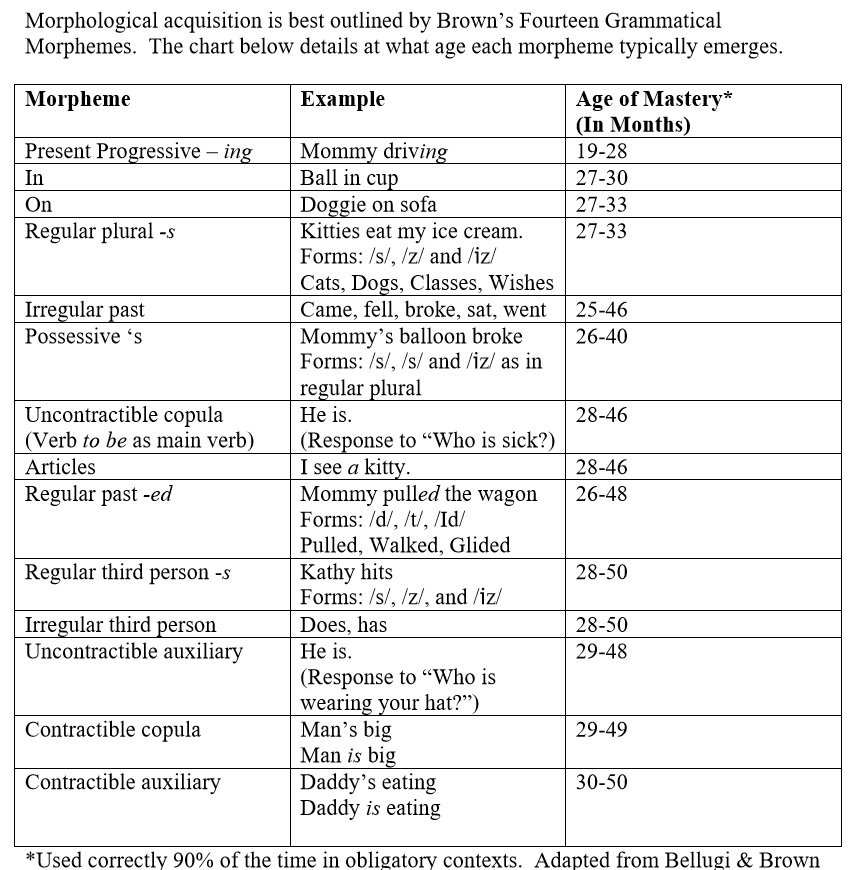 Morphological acquisition is best outlined by Brown’s Fourteen Grammatical
Morphemes.  The chart below details at what age each morpheme typically emerges.
Morpheme Example Age of Mastery*
(In Months)
Present Progressive – ing Mommy driving 19-28
In Ball in cup 27-30
On Doggie on sofa 27-33
Regular plural -s Kitties eat my ice cream. 27-33
Forms: /s/, /z/ and /iz/
Cats, Dogs, Classes, Wishes
Irregular past Came, fell, broke, sat, went 25-46
Possessive ‘s Mommy’s balloon broke 26-40
Forms: /s/, /s/ and /iz/ as in
regular plural
Uncontractible copula He is. 28-46
(Verb to be as main verb) (Response to “Who is sick?)
Articles I see a kitty. 28-46
Regular past -ed Mommy pulled the wagon 26-48
Forms: /d/, /t/, /Id/
Pulled, Walked, Glided
Regular third person -s Kathy hits 28-50
Forms: /s/, /z/, and /iz/
Irregular third person Does, has 28-50
Uncontractible auxiliary He is. 29-48
(Response to “Who is
wearing your hat?”)
Contractible copula Man’s big 29-49
Man is big
Contractible auxiliary Daddy’s eating 30-50
Daddy is eating
*Used correctly 90% of the time in obligatory contexts.  Adapted from Bellugi & Brown